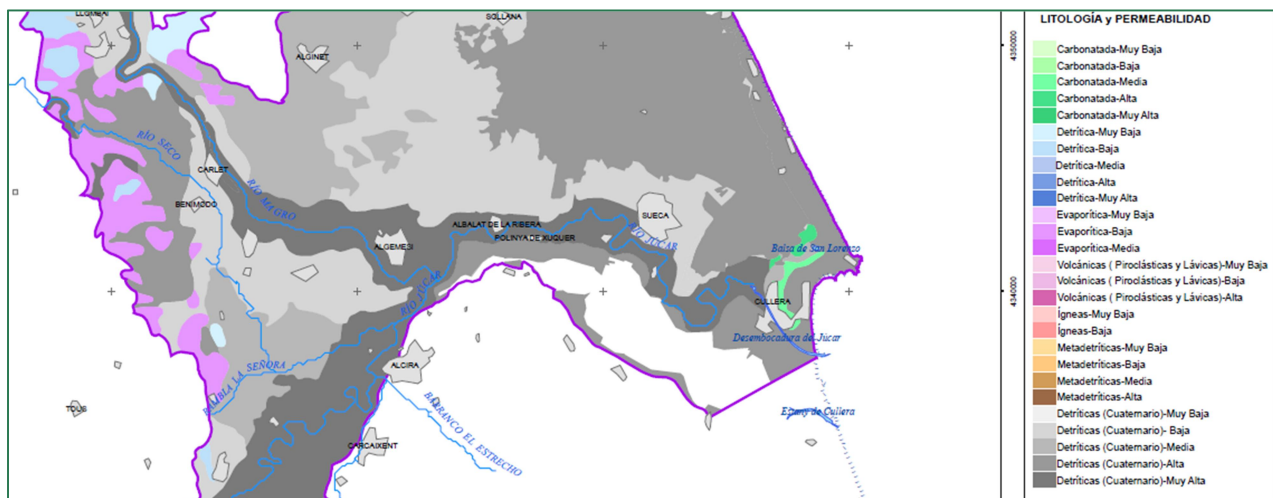 LLOMBAI
SOLLANA
ALGINET
RÍO SECO
CARLET
BENIMODO
RÍO MAGRO
ALGEMESI
ALBALAT DE LA RIBERA
POLINYA DE XUQUER
SUECA
RÍO JÚCAR
Balsa de San Lorenzo
CULLERA
Desembocadura del Júcar
RÍO JÚCAR
RAMBLA LA SEÑORA
ALCIRA
TOUS
BARRANCO EL ESTRECHO
Estany de Cullera
CARCAIXENT
4350000
4340000
LITOLOGÍA y PERMEABILIDAD
Carbonatada-Muy Baja
Carbonatada-Baja
Carbonatada-Media
Carbonatada-Alta
Carbonatada-Muy Alta
Detrítica-Muy Baja
Detrítica-Baja
Detrítica-Media
Detrítica-Alta
Detrítica-Muy Alta
Evaporítica-Muy Baja
Evaporítica-Baja
Evaporítica-Media
Volcánicas ( Piroclásticas y Lávicas)-Muy Baja
Volcánicas ( Piroclásticas y Lávicas)-Baja
Volcánicas ( Piroclásticas y Lávicas)-Alta
Ígneas-Muy Baja
Ígneas-Baja
Metadetríticas-Muy Baja
Metadetríticas-Baja
Metadetríticas-Media
Metadetríticas-Alta
Detríticas (Cuaternario)-Muy Baja
Detríticas (Cuaternario)- Baja
Detríticas (Cuaternario)-Media
Detríticas (Cuaternario)-Alta
Detríticas (Cuaternario)-Muy Alta